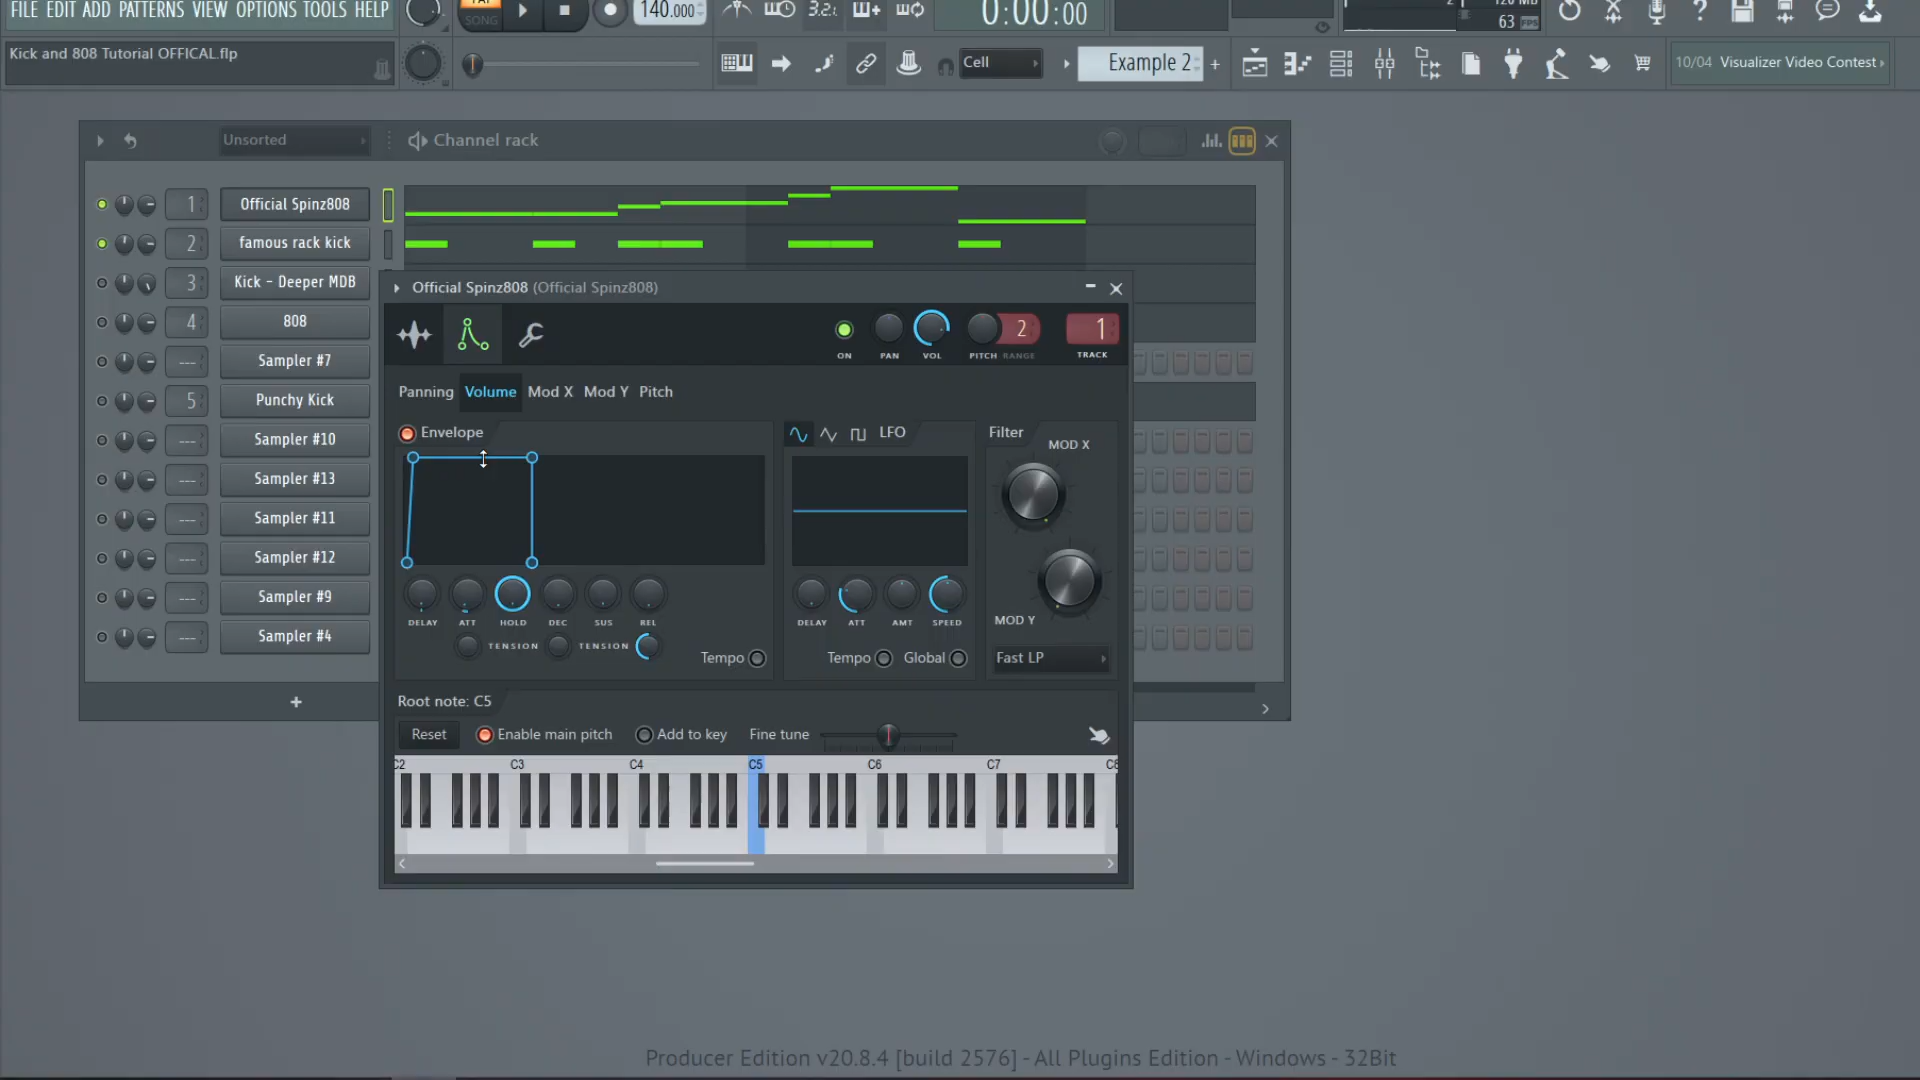 FILE EDIT ADD PATTERNS VIEW OPTIONS TOOLS HELP
SONG
140.000
3.2
0:00:00
63
Kick and 808 Tutorial OFFICAL.flp
Cell
Example 2
+
10/04 Visualizer Video Contest
Unsorted
Channel rack
1 Official Spinz808
2 famous rack kick
3 Kick - Deeper MDB
4 808
--- Sampler #7
5 Punchy Kick
--- Sampler #10
--- Sampler #13
--- Sampler #11
--- Sampler #12
--- Sampler #9
--- Sampler #4
+
Official Spinz808 (Official Spinz808)
2
1
ON PAN VOL PITCH RANGE TRACK
Panning Volume Mod X Mod Y Pitch
Envelope
LFO
Filter
MOD X
DELAY ATT HOLD DEC SUS REL
DELAY ATT AMT SPEED
MOD Y
TENSION TENSION
Tempo
Tempo Global
Fast LP
Root note: C5
Reset Enable main pitch Add to key Fine tune
C2 C3 C4 C5 C6 C7 C8
Producer Edition v20.8.4 [build 2576] - All Plugins Edition - Windows - 32Bit